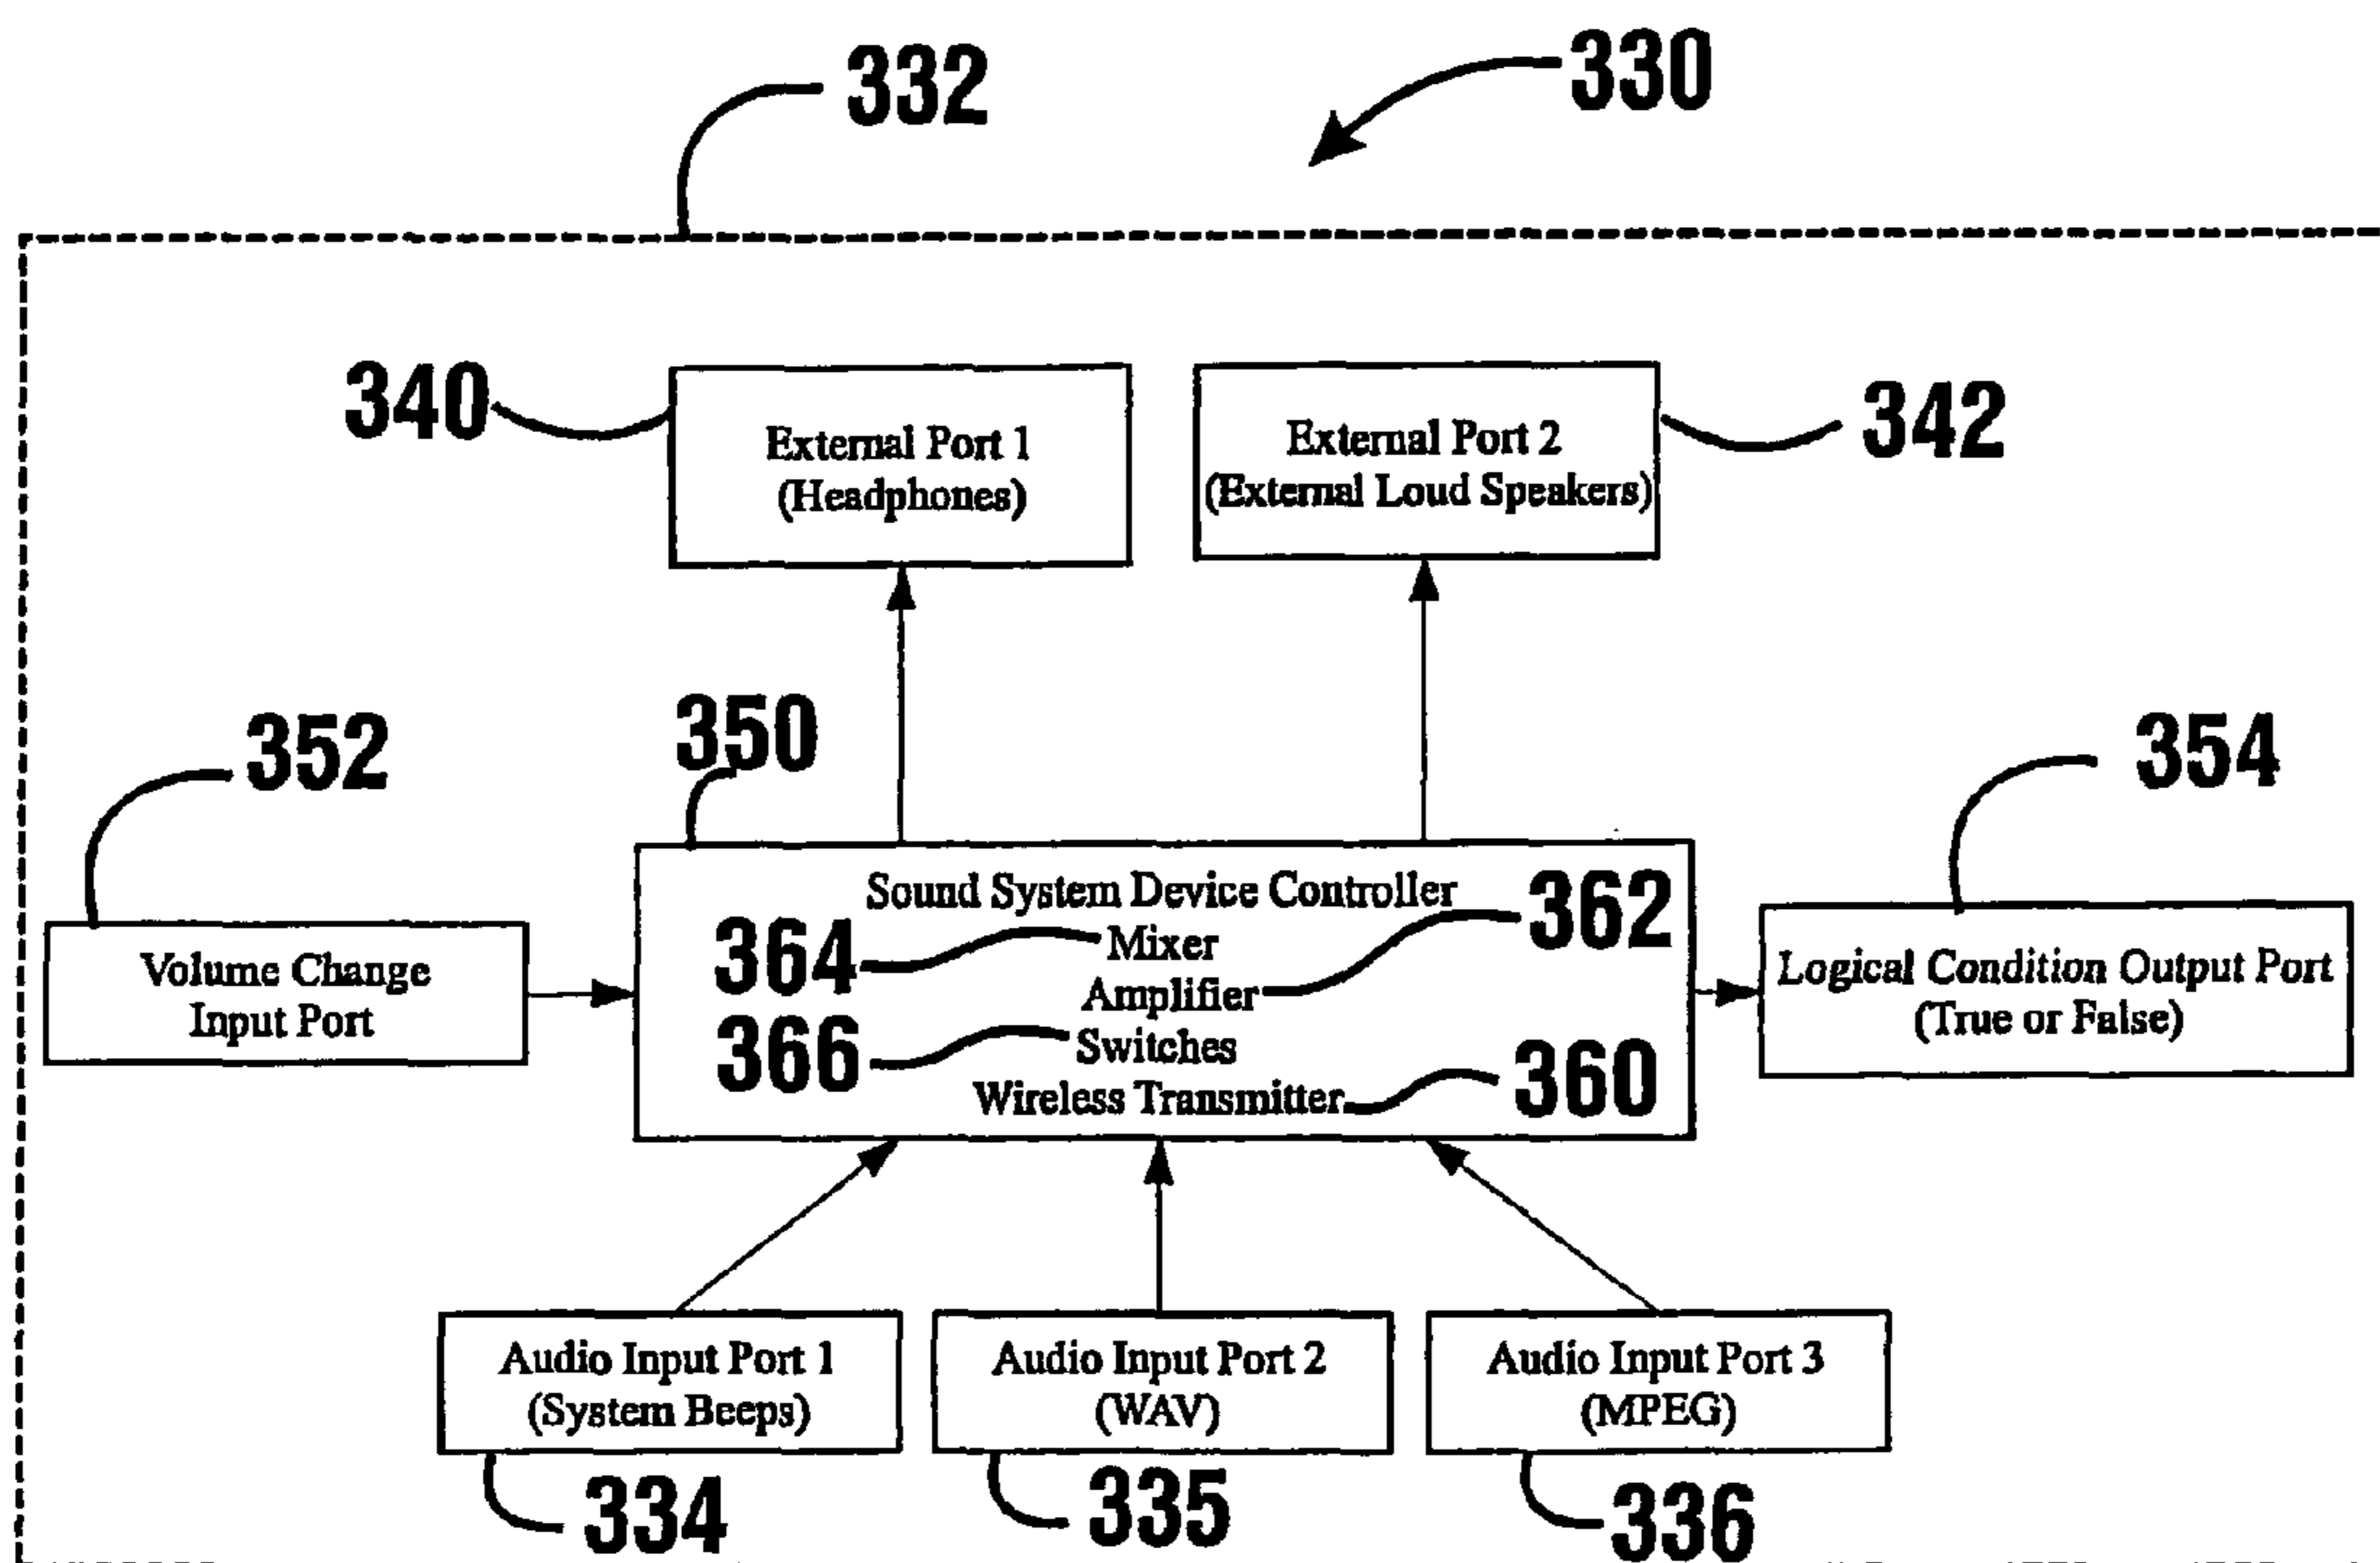 332
330
340
External Port 1
(Headphones)
External Port 2
(External Loud Speakers)
342
352
350
354
Volume Change
Input Port
Sound System Device Controller
362
364
Mixer
Amplifier
366
Switches
Wireless Transmitter
360
Logical Condition Output Port
(True or False)
Audio Input Port 1
(System Beeps)
Audio Input Port 2
(WAV)
Audio Input Port 3
(MPEG)
334
335
336